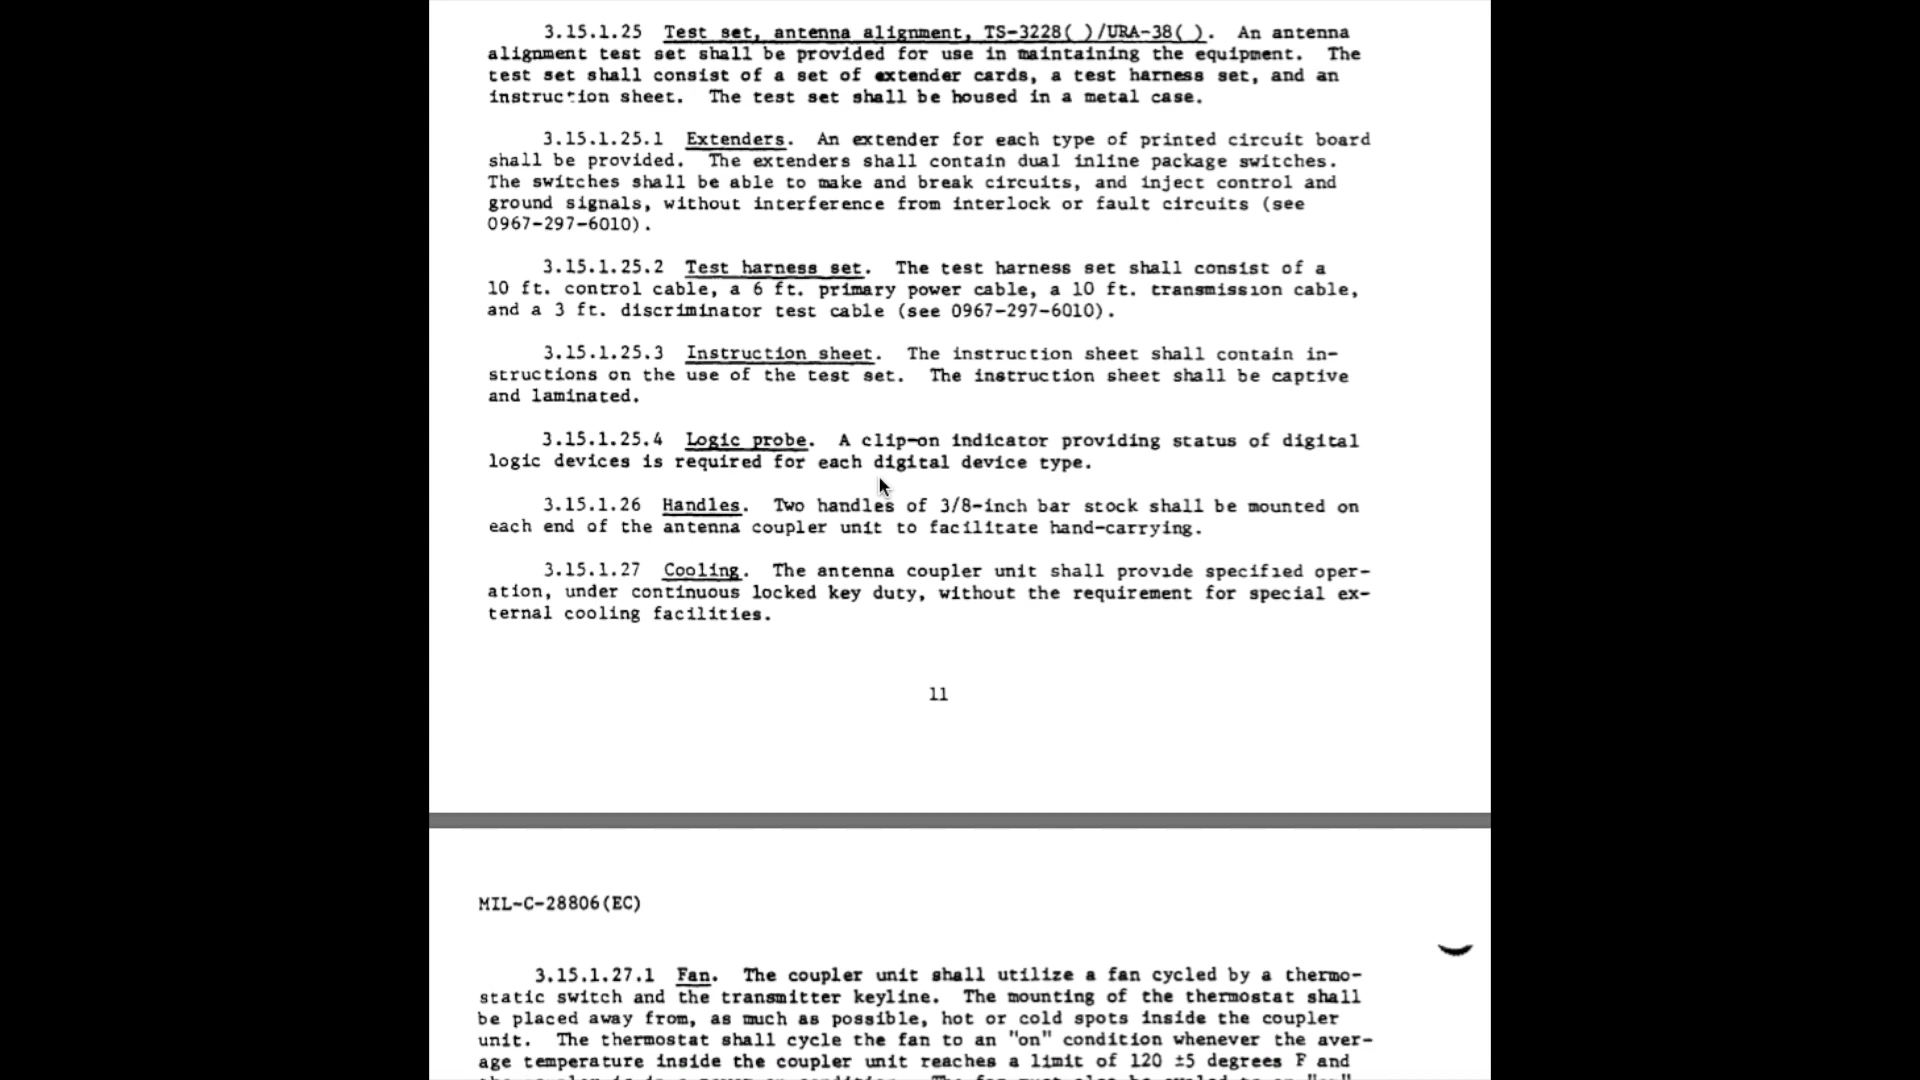 3.15.1.25 Test set, antenna alignment, TS-3228( )/URA-38( ). An antenna
alignment test set shall be provided for use in maintaining the equipment. The
test set shall consist of a set of extender cards, a test harness set, and an
instruction sheet. The test set shall be housed in a metal case.
3.15.1.25.1 Extenders. An extender for each type of printed circuit board
shall be provided. The extenders shall contain dual inline package switches.
The switches shall be able to make and break circuits, and inject control and
ground signals, without interference from interlock or fault circuits (see
0967-297-6010).
3.15.1.25.2 Test harness set. The test harness set shall consist of a
10 ft. control cable, a 6 ft. primary power cable, a 10 ft. transmission cable,
and a 3 ft. discriminator test cable (see 0967-297-6010).
3.15.1.25.3 Instruction sheet. The instruction sheet shall contain in-
structions on the use of the test set. The instruction sheet shall be captive
and laminated.
3.15.1.25.4 Logic probe. A clip-on indicator providing status of digital
logic devices is required for each digital device type.
3.15.1.26 Handles. Two handles of 3/8-inch bar stock shall be mounted on
each end of the antenna coupler unit to facilitate hand-carrying.
3.15.1.27 Cooling. The antenna coupler unit shall provide specified oper-
ation, under continuous locked key duty, without the requirement for special ex-
ternal cooling facilities.
11
MIL-C-28806(EC)
3.15.1.27.1 Fan. The coupler unit shall utilize a fan cycled by a thermo-
static switch and the transmitter keyline. The mounting of the thermostat shall
be placed away from, as much as possible, hot or cold spots inside the coupler
unit. The thermostat shall cycle the fan to an "on" condition whenever the aver-
age temperature inside the coupler unit reaches a limit of 120 ±5 degrees F and